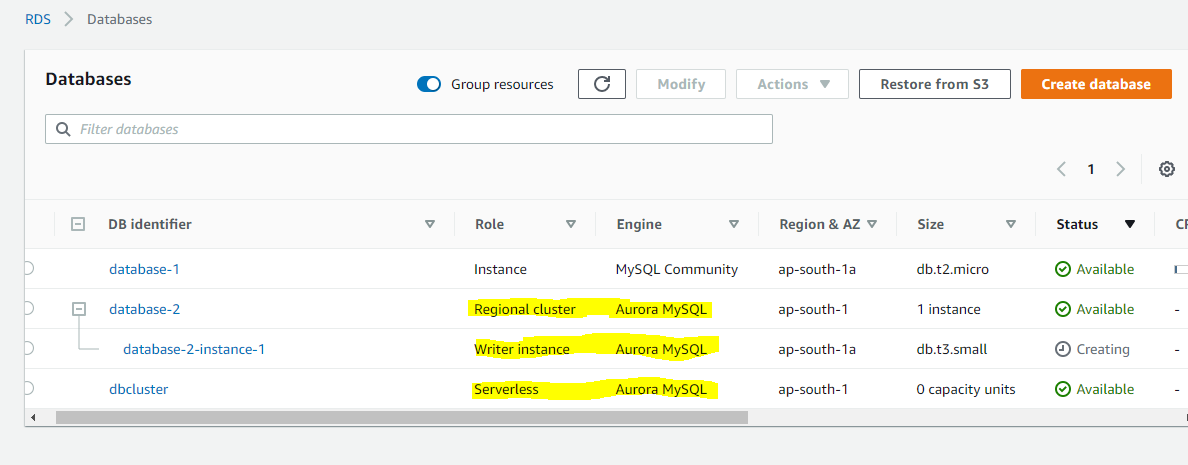 RDS > Databases
Databases Group resources Modify Actions Restore from S3 Create database
Filter databases
1
DB identifier Role Engine Region & AZ Size Status
database-1 Instance MySQL Community ap-south-1a db.t2.micro Available
database-2 Regional cluster Aurora MySQL ap-south-1 1 instance Available -
database-2-instance-1 Writer instance Aurora MySQL ap-south-1a db.t3.small Creating -
dbcluster Serverless Aurora MySQL ap-south-1 0 capacity units Available -